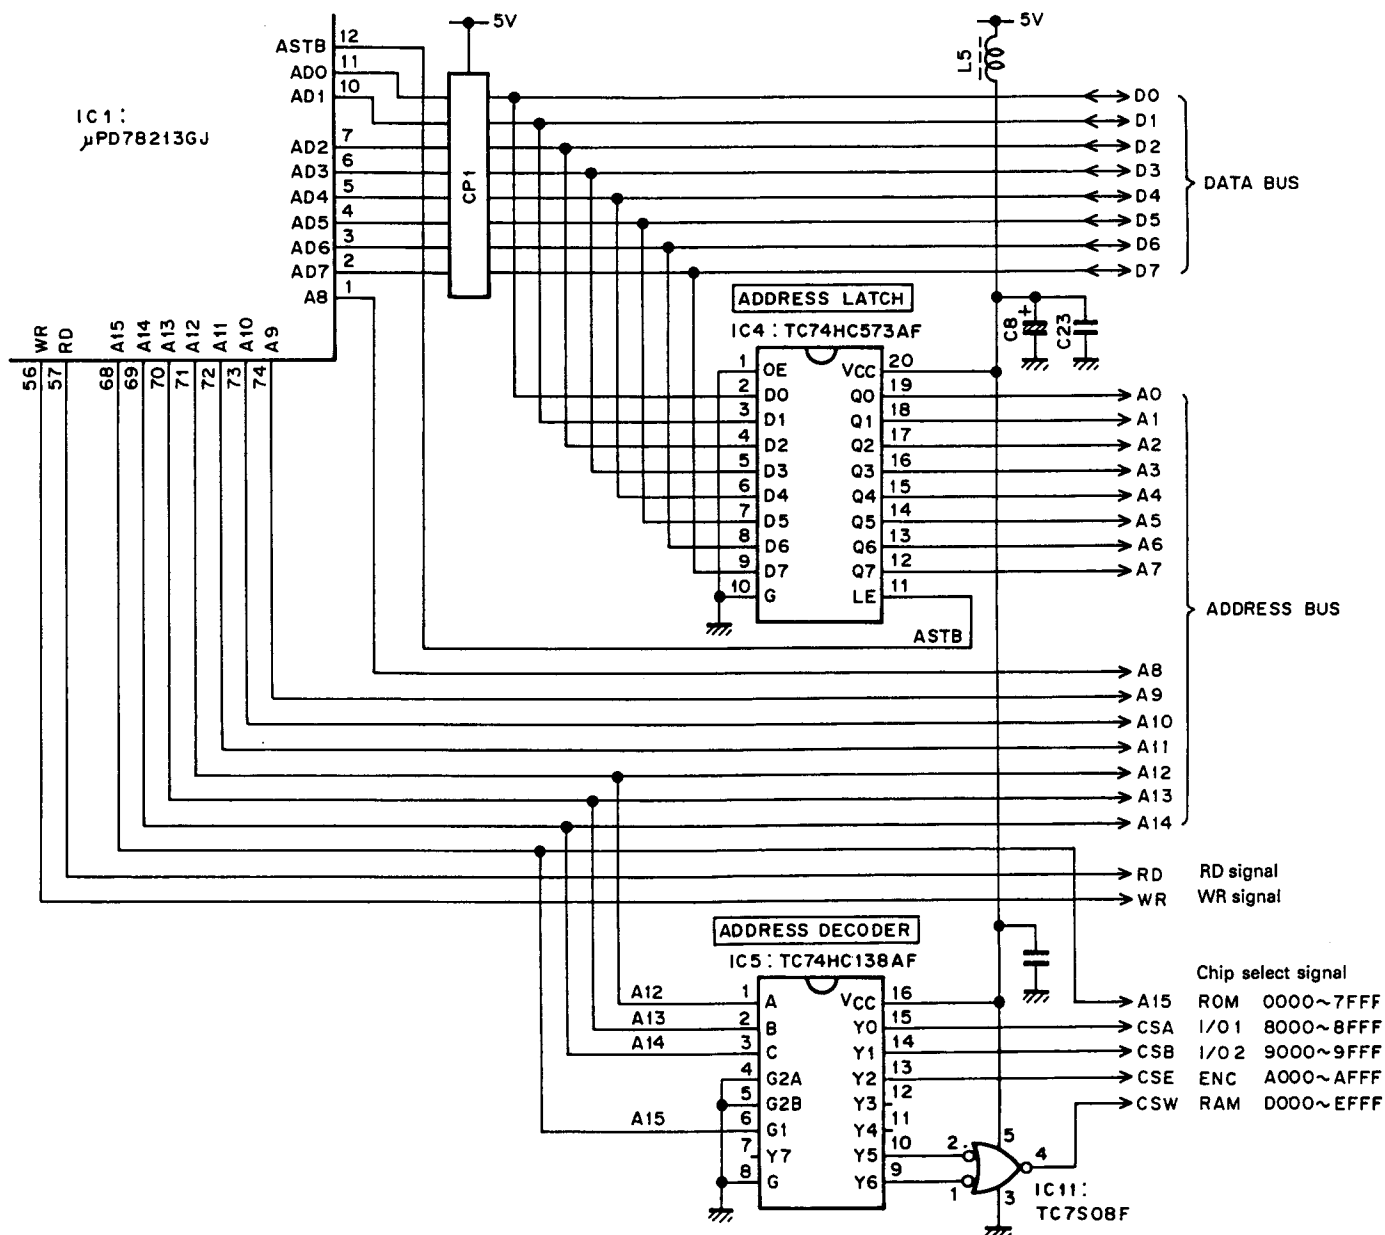 5V
5V
L5
IC1:
μPD78213GJ
ASTB 12
AD0 11
AD1 10
AD2 7
AD3 6
AD4 5
AD5 4
AD6 3
AD7 2
A8 1
CP1
D0
D1
D2
D3
D4
D5
D6
D7
DATA BUS
WR RD A15 A14 A13 A12 A11 A10 A9
56 57 68 69 70 71 72 73 74
ADDRESS LATCH
IC4: TC74HC573AF
C8 +
C23
1 OE VCC 20
2 D0 Q0 19
3 D1 Q1 18
4 D2 Q2 17
5 D3 Q3 16
6 D4 Q4 15
7 D5 Q5 14
8 D6 Q6 13
9 D7 Q7 12
10 G LE 11
ASTB
A0
A1
A2
A3
A4
A5
A6
A7
ADDRESS BUS
A8
A9
A10
A11
A12
A13
A14
RD RD signal
WR WR signal
ADDRESS DECODER
IC5: TC74HC138AF
A12 1 A VCC 16
A13 2 B Y0 15
A14 3 C Y1 14
4 G2A Y2 13
5 G2B Y3 12
A15 6 G1 Y4 11
7 Y7 Y5 10
8 G Y6 9
2 5 4
1 3
IC11:
TC7S08F
Chip select signal
A15 ROM 0000~7FFF
CSA I/O1 8000~8FFF
CSB I/O2 9000~9FFF
CSE ENC A000~AFFF
CSW RAM D000~EFFF